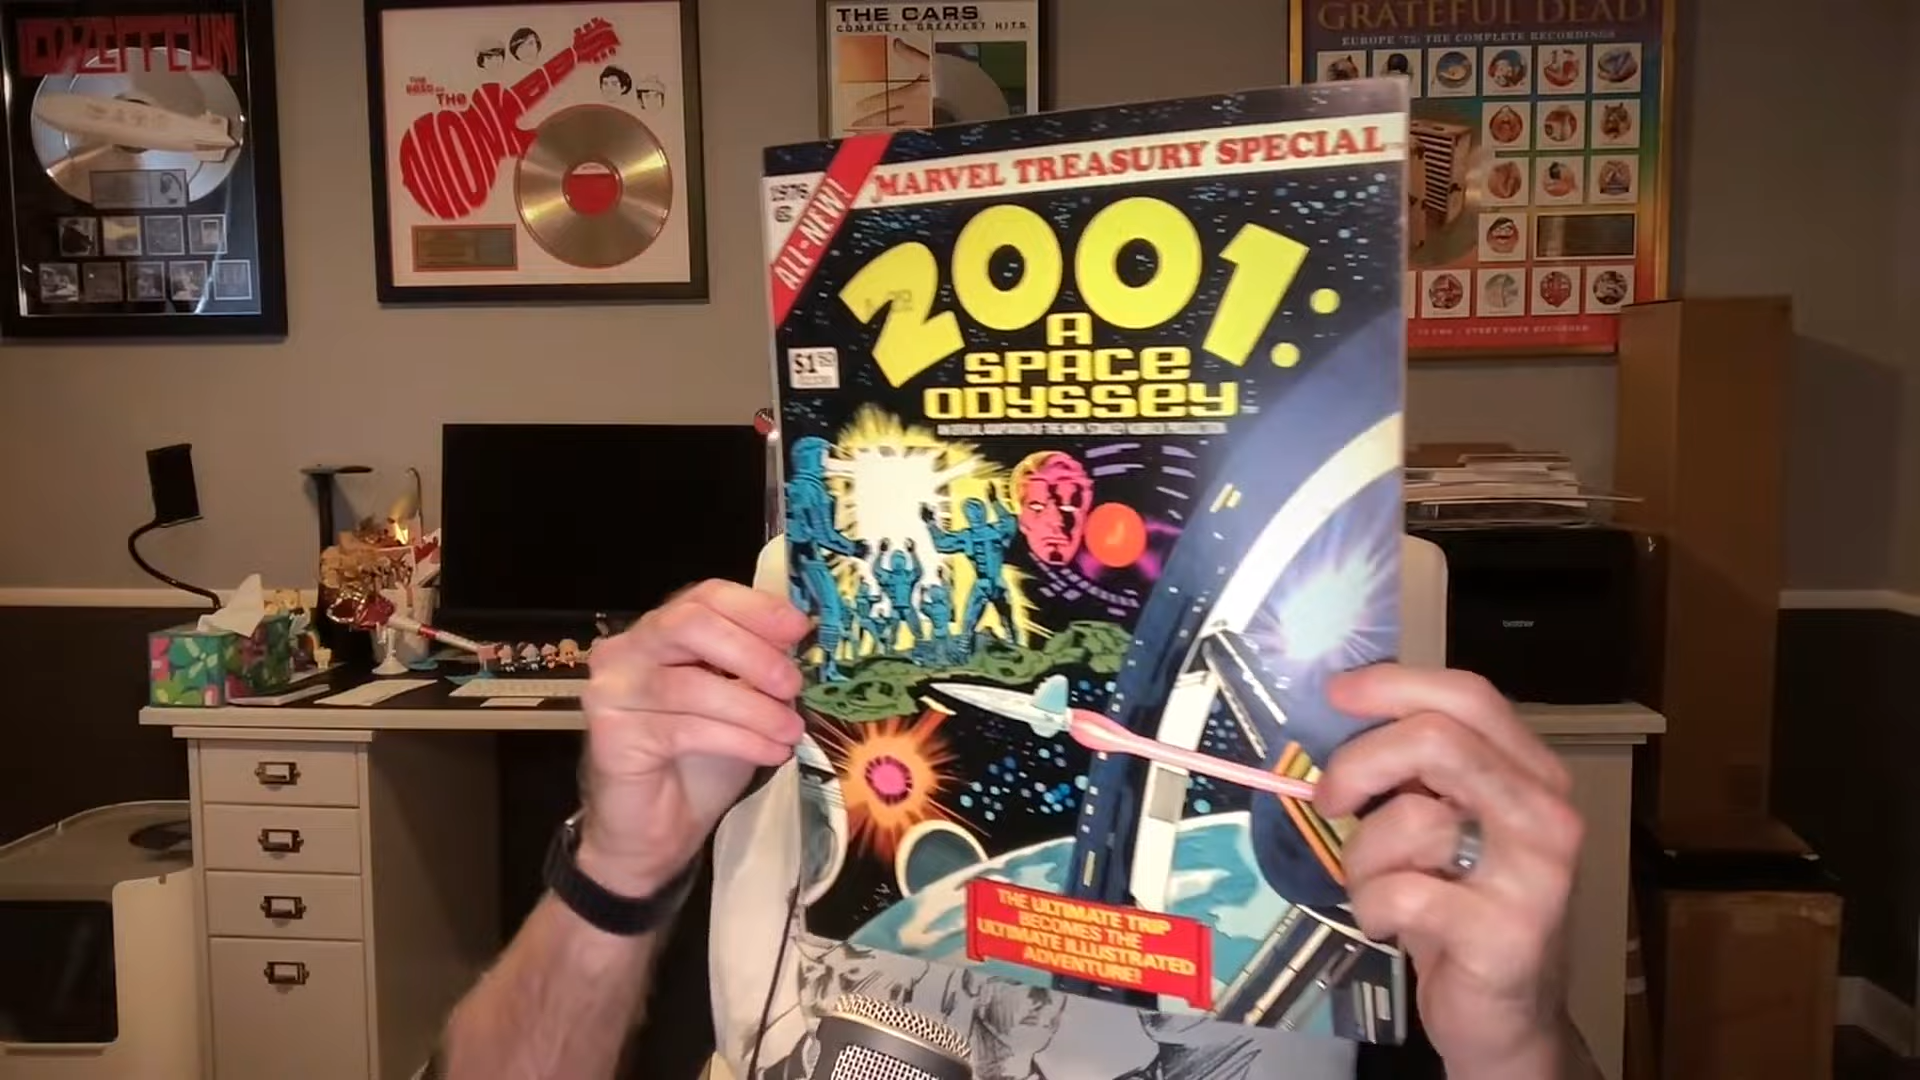 LED ZEPPELIN
THE
BEST OF
THE
MONKEES
THE CARS
COMPLETE GREATEST HITS
GRATEFUL DEAD
EUROPE '72: THE COMPLETE RECORDINGS
1976
ALL-NEW!
MARVEL TREASURY SPECIAL
2001:
A
SPACE
ODYSSEY
$1.50
THE ULTIMATE TRIP
BECOMES THE
ULTIMATE ILLUSTRATED
ADVENTURE!
brother